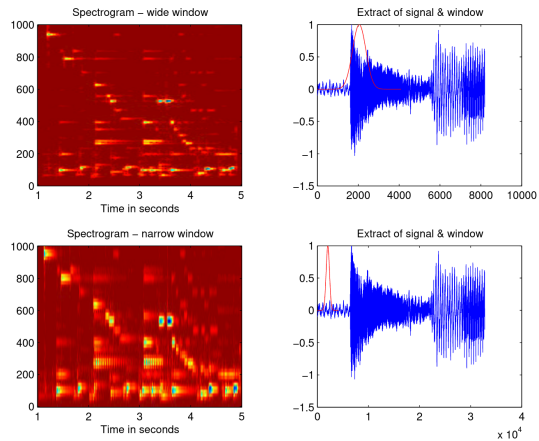 Spectrogram − wide window
1000
800
600
400
200
0
1 2 3 4 5
Time in seconds
Extract of signal & window
1
0.5
0
−0.5
−1
−1.5
0 2000 4000 6000 8000 10000
Spectrogram − narrow window
1000
800
600
400
200
0
1 2 3 4 5
Time in seconds
Extract of signal & window
1
0.5
0
−0.5
−1
−1.5
0 1 2 3 4
x 10^4